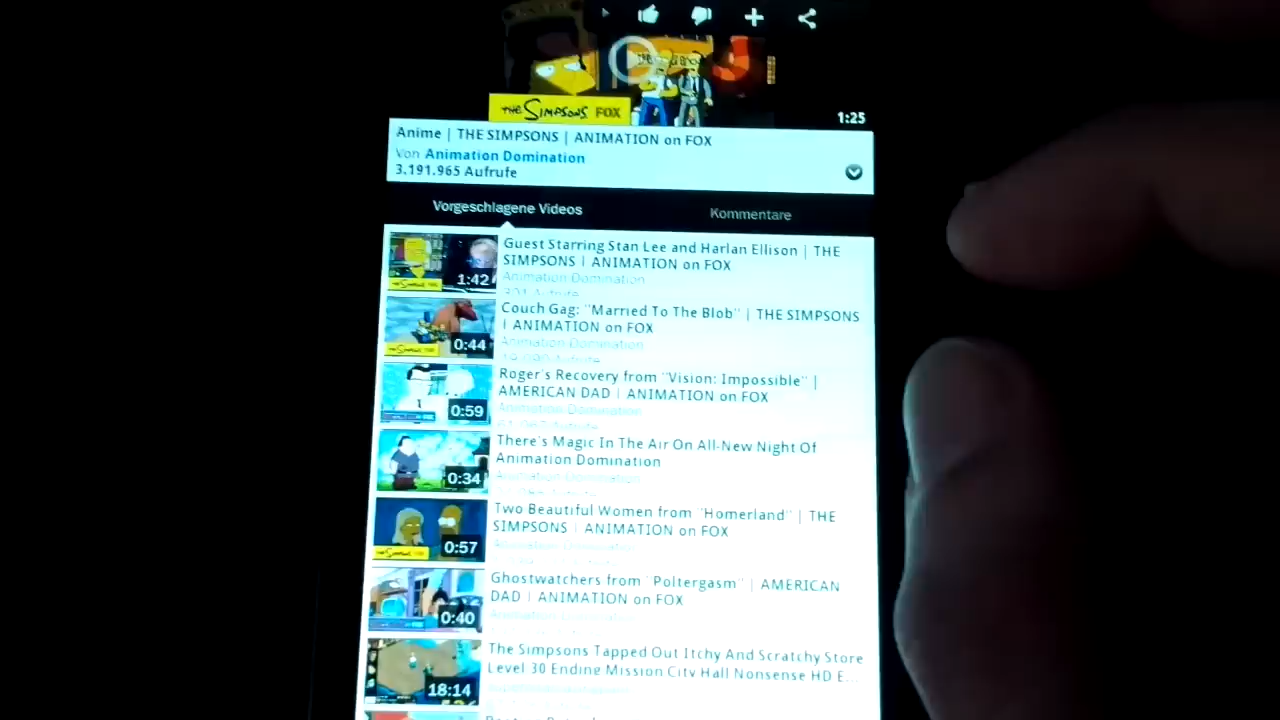 THE SIMPSONS FOX
1:25
Anime | THE SIMPSONS | ANIMATION on FOX
Von Animation Domination
3.191.965 Aufrufe
Vorgeschlagene Videos
Kommentare
Guest Starring Stan Lee and Harlan Ellison | THE
SIMPSONS | ANIMATION on FOX
Animation Domination
1:42
Couch Gag: "Married To The Blob" | THE SIMPSONS
| ANIMATION on FOX
Animation Domination
0:44
Roger's Recovery from "Vision: Impossible" |
AMERICAN DAD | ANIMATION on FOX
Animation Domination
0:59
There's Magic In The Air On All-New Night Of
Animation Domination
Animation Domination
0:34
Two Beautiful Women from "Homerland" | THE
SIMPSONS | ANIMATION on FOX
Animation Domination
0:57
Ghostwatchers from "Poltergasm" | AMERICAN
DAD | ANIMATION on FOX
Animation Domination
0:40
The Simpsons Tapped Out Itchy And Scratchy Store
Level 30 Ending Mission City Hall Nonsense HD E...
18:14